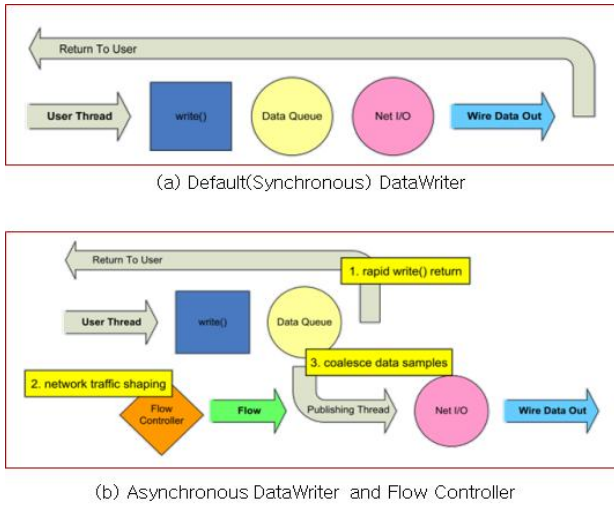 Return To User
User Thread
write()
Data Queue
Net I/O
Wire Data Out
(a) Default(Synchronous) DataWriter
Return To User
1. rapid write() return
User Thread
write()
Data Queue
3. coalesce data samples
2. network traffic shaping
Flow
Controller
Flow
Publishing Thread
Net I/O
Wire Data Out
(b) Asynchronous DataWriter and Flow Controller